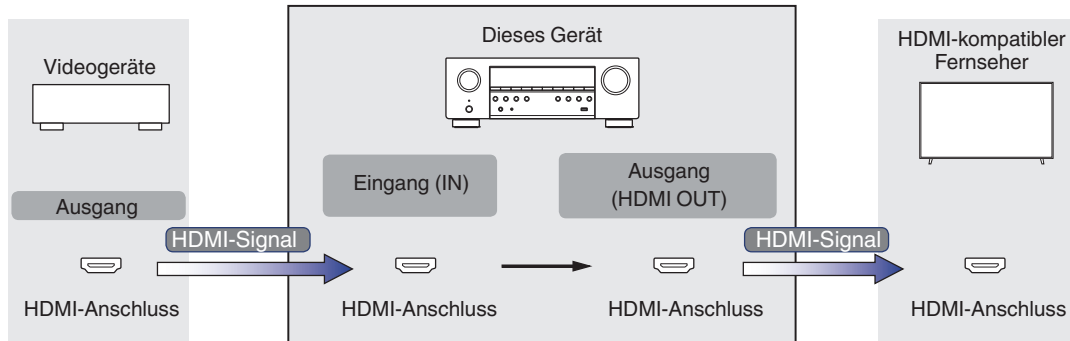 Videogeräte
Ausgang
HDMI-Signal
HDMI-Anschluss
Dieses Gerät
Eingang (IN)
HDMI-Anschluss
Ausgang
(HDMI OUT)
HDMI-Anschluss
HDMI-Signal
HDMI-kompatibler
Fernseher
HDMI-Anschluss